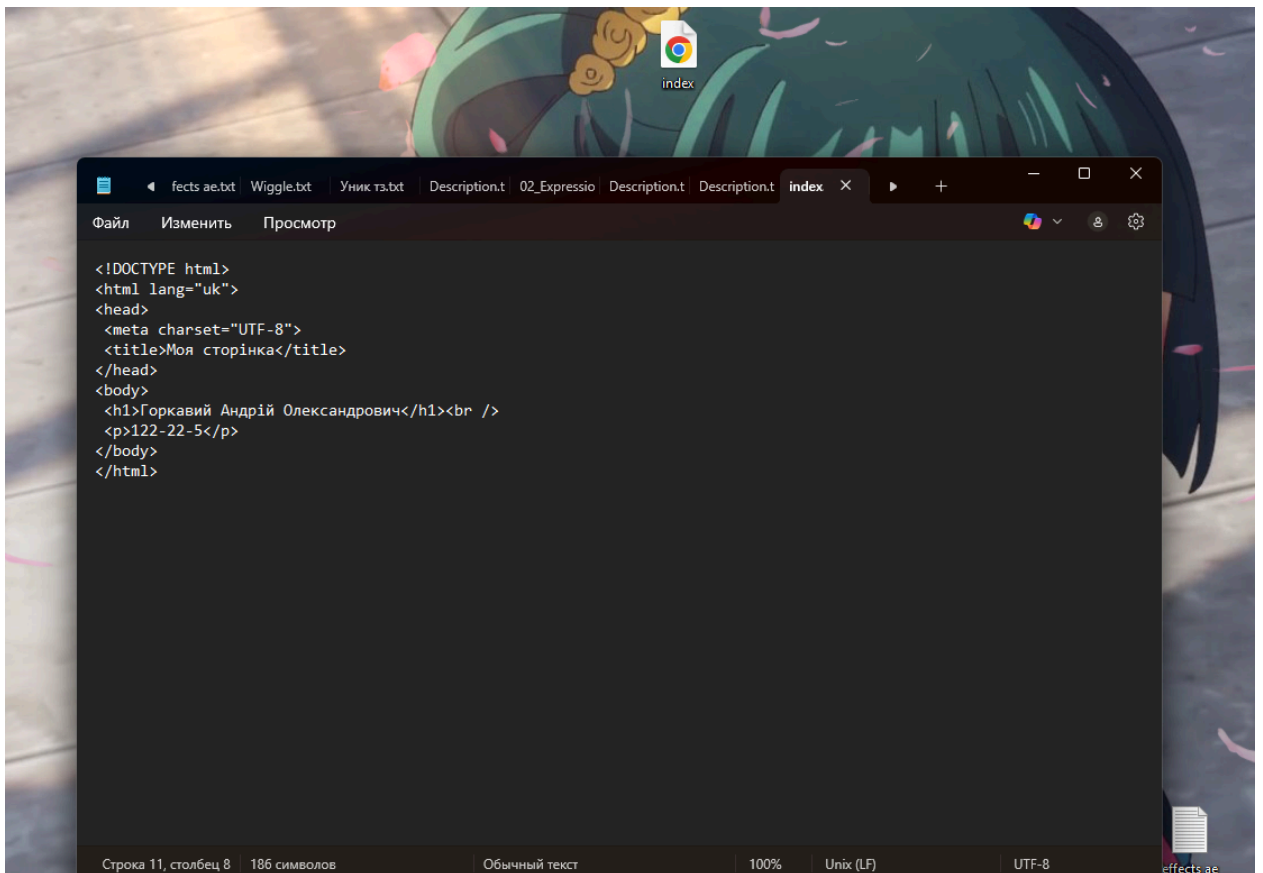 index
fects ae.txt Wiggle.txt Уник тз.txt Description.t 02_Expressio Description.t Description.t index
Файл Изменить Просмотр
<!DOCTYPE html>
<html lang="uk">
<head>
<meta charset="UTF-8">
<title>Моя сторінка</title>
</head>
<body>
<h1>Горкавий Андрій Олександрович</h1><br />
<p>122-22-5</p>
</body>
</html>
Строка 11, столбец 8 186 символов Обычный текст 100% Unix (LF) UTF-8
effects ae